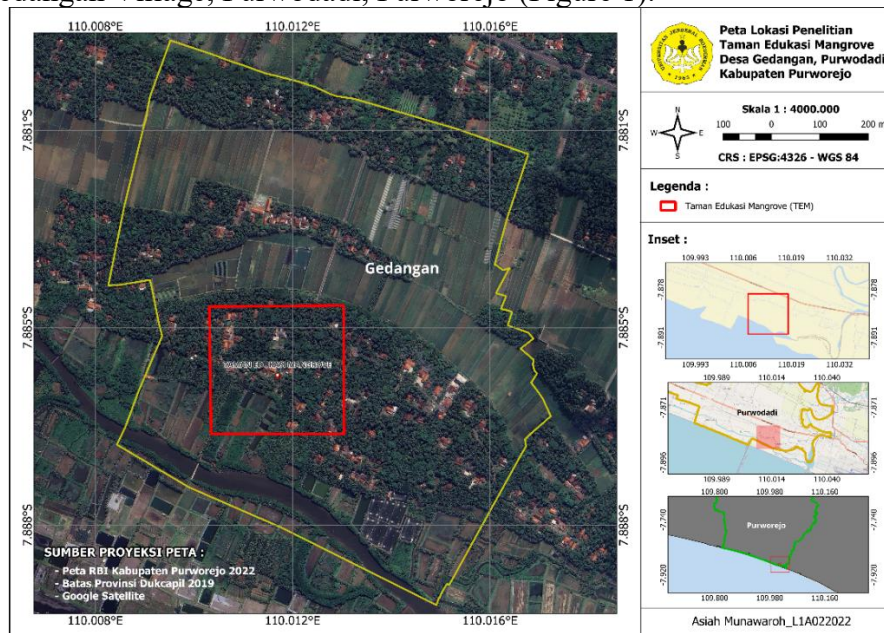 edangan Village, Purwodadi, Purworejo (Figure 1).
110.008°E 110.012°E 110.016°E
7.881°S 7.881°S
7.885°S 7.885°S
7.888°S 7.888°S
Gedangan
TAMAN EDUKASI MANGROVE
SUMBER PROYEKSI PETA :
- Peta RBI Kabupaten Purworejo 2022
- Batas Provinsi Dukcapil 2019
- Google Satellite
110.008°E 110.012°E 110.016°E
Peta Lokasi Penelitian
Taman Edukasi Mangrove
Desa Gedangan, Purwodadi
Kabupaten Purworejo
N
W E
S
Skala 1 : 4000.000
100 0 100 200 m
CRS : EPSG:4326 - WGS 84
Legenda :
Taman Edukasi Mangrove (TEM)
Inset :
109.993 110.006 110.019 110.032
-7.878 -7.878
-7.891 -7.891
109.993 110.006 110.019 110.032
109.989 110.014 110.040
-7.871 -7.871
Purwodadi
-7.896 -7.896
109.989 110.014 110.040
109.800 109.980 110.160
-7.740 -7.740
Purworejo
-7.920 -7.920
109.800 109.980 110.160
Asiah Munawaroh_L1A022022